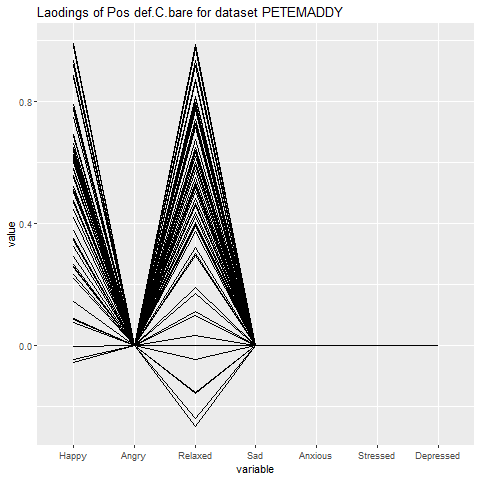 Laodings of Pos def.C.bare for dataset PETEMADDY
0.8
0.4
0.0
value
Happy Angry Relaxed Sad Anxious Stressed Depressed
variable